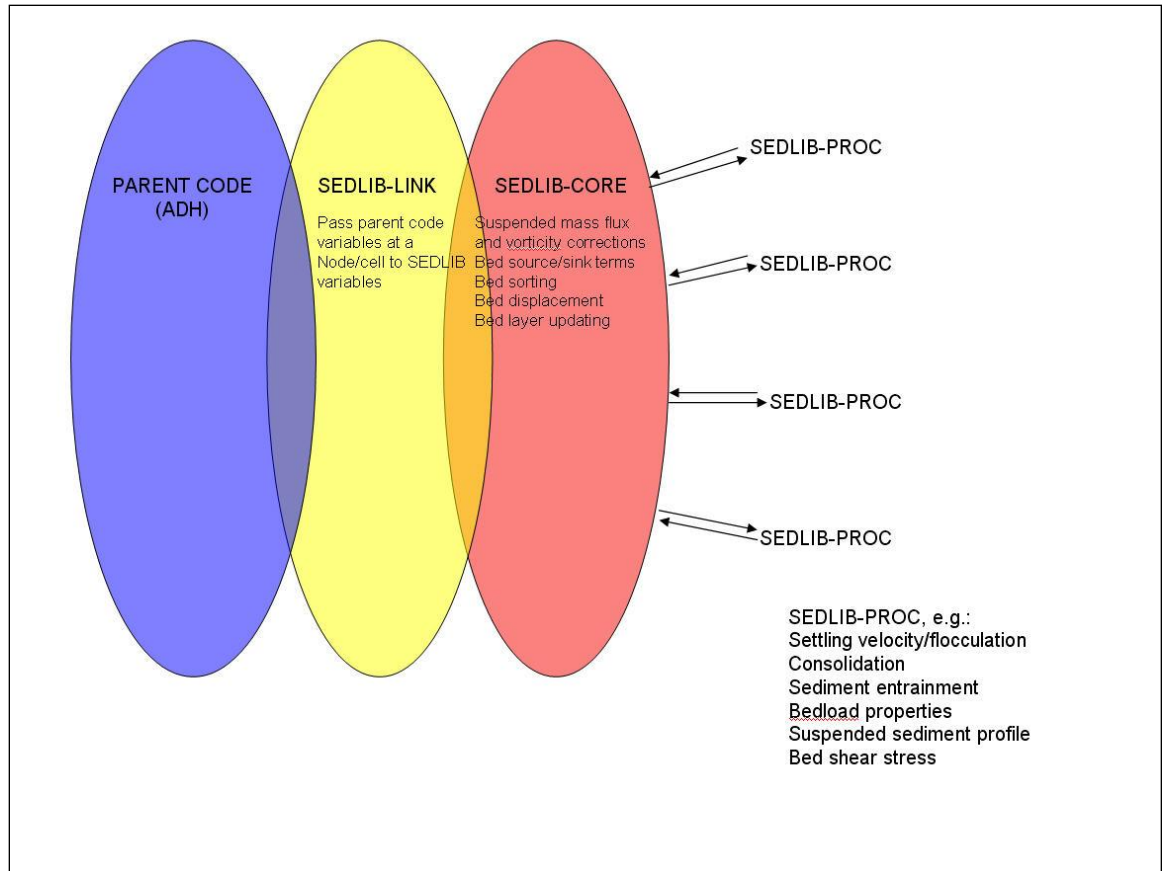 PARENT CODE
(ADH)
SEDLIB-LINK
Pass parent code
variables at a
Node/cell to SEDLIB
variables
SEDLIB-CORE
Suspended mass flux
and vorticity corrections
Bed source/sink terms
Bed sorting
Bed displacement
Bed layer updating
SEDLIB-PROC
SEDLIB-PROC
SEDLIB-PROC
SEDLIB-PROC
SEDLIB-PROC, e.g.:
Settling velocity/flocculation
Consolidation
Sediment entrainment
Bedload properties
Suspended sediment profile
Bed shear stress